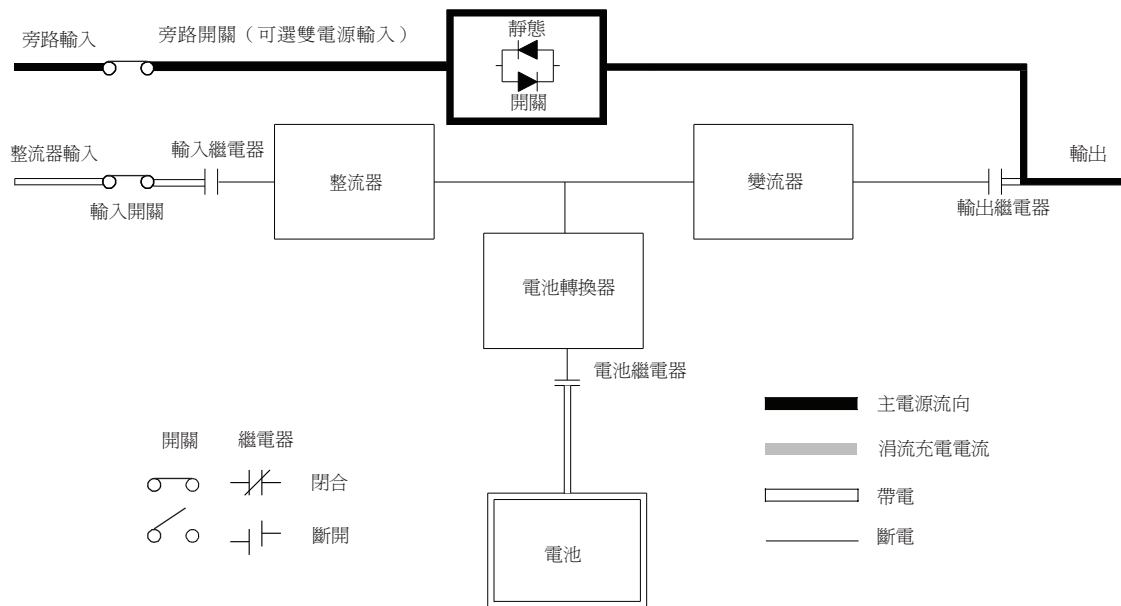 旁路輸入
旁路開關（可選雙電源輸入）
靜態
開關
整流器輸入
輸入繼電器
輸入開關
整流器
變流器
輸出
輸出繼電器
電池轉換器
電池繼電器
電池
開關
繼電器
閉合
斷開
主電源流向
涓流充電電流
帶電
斷電